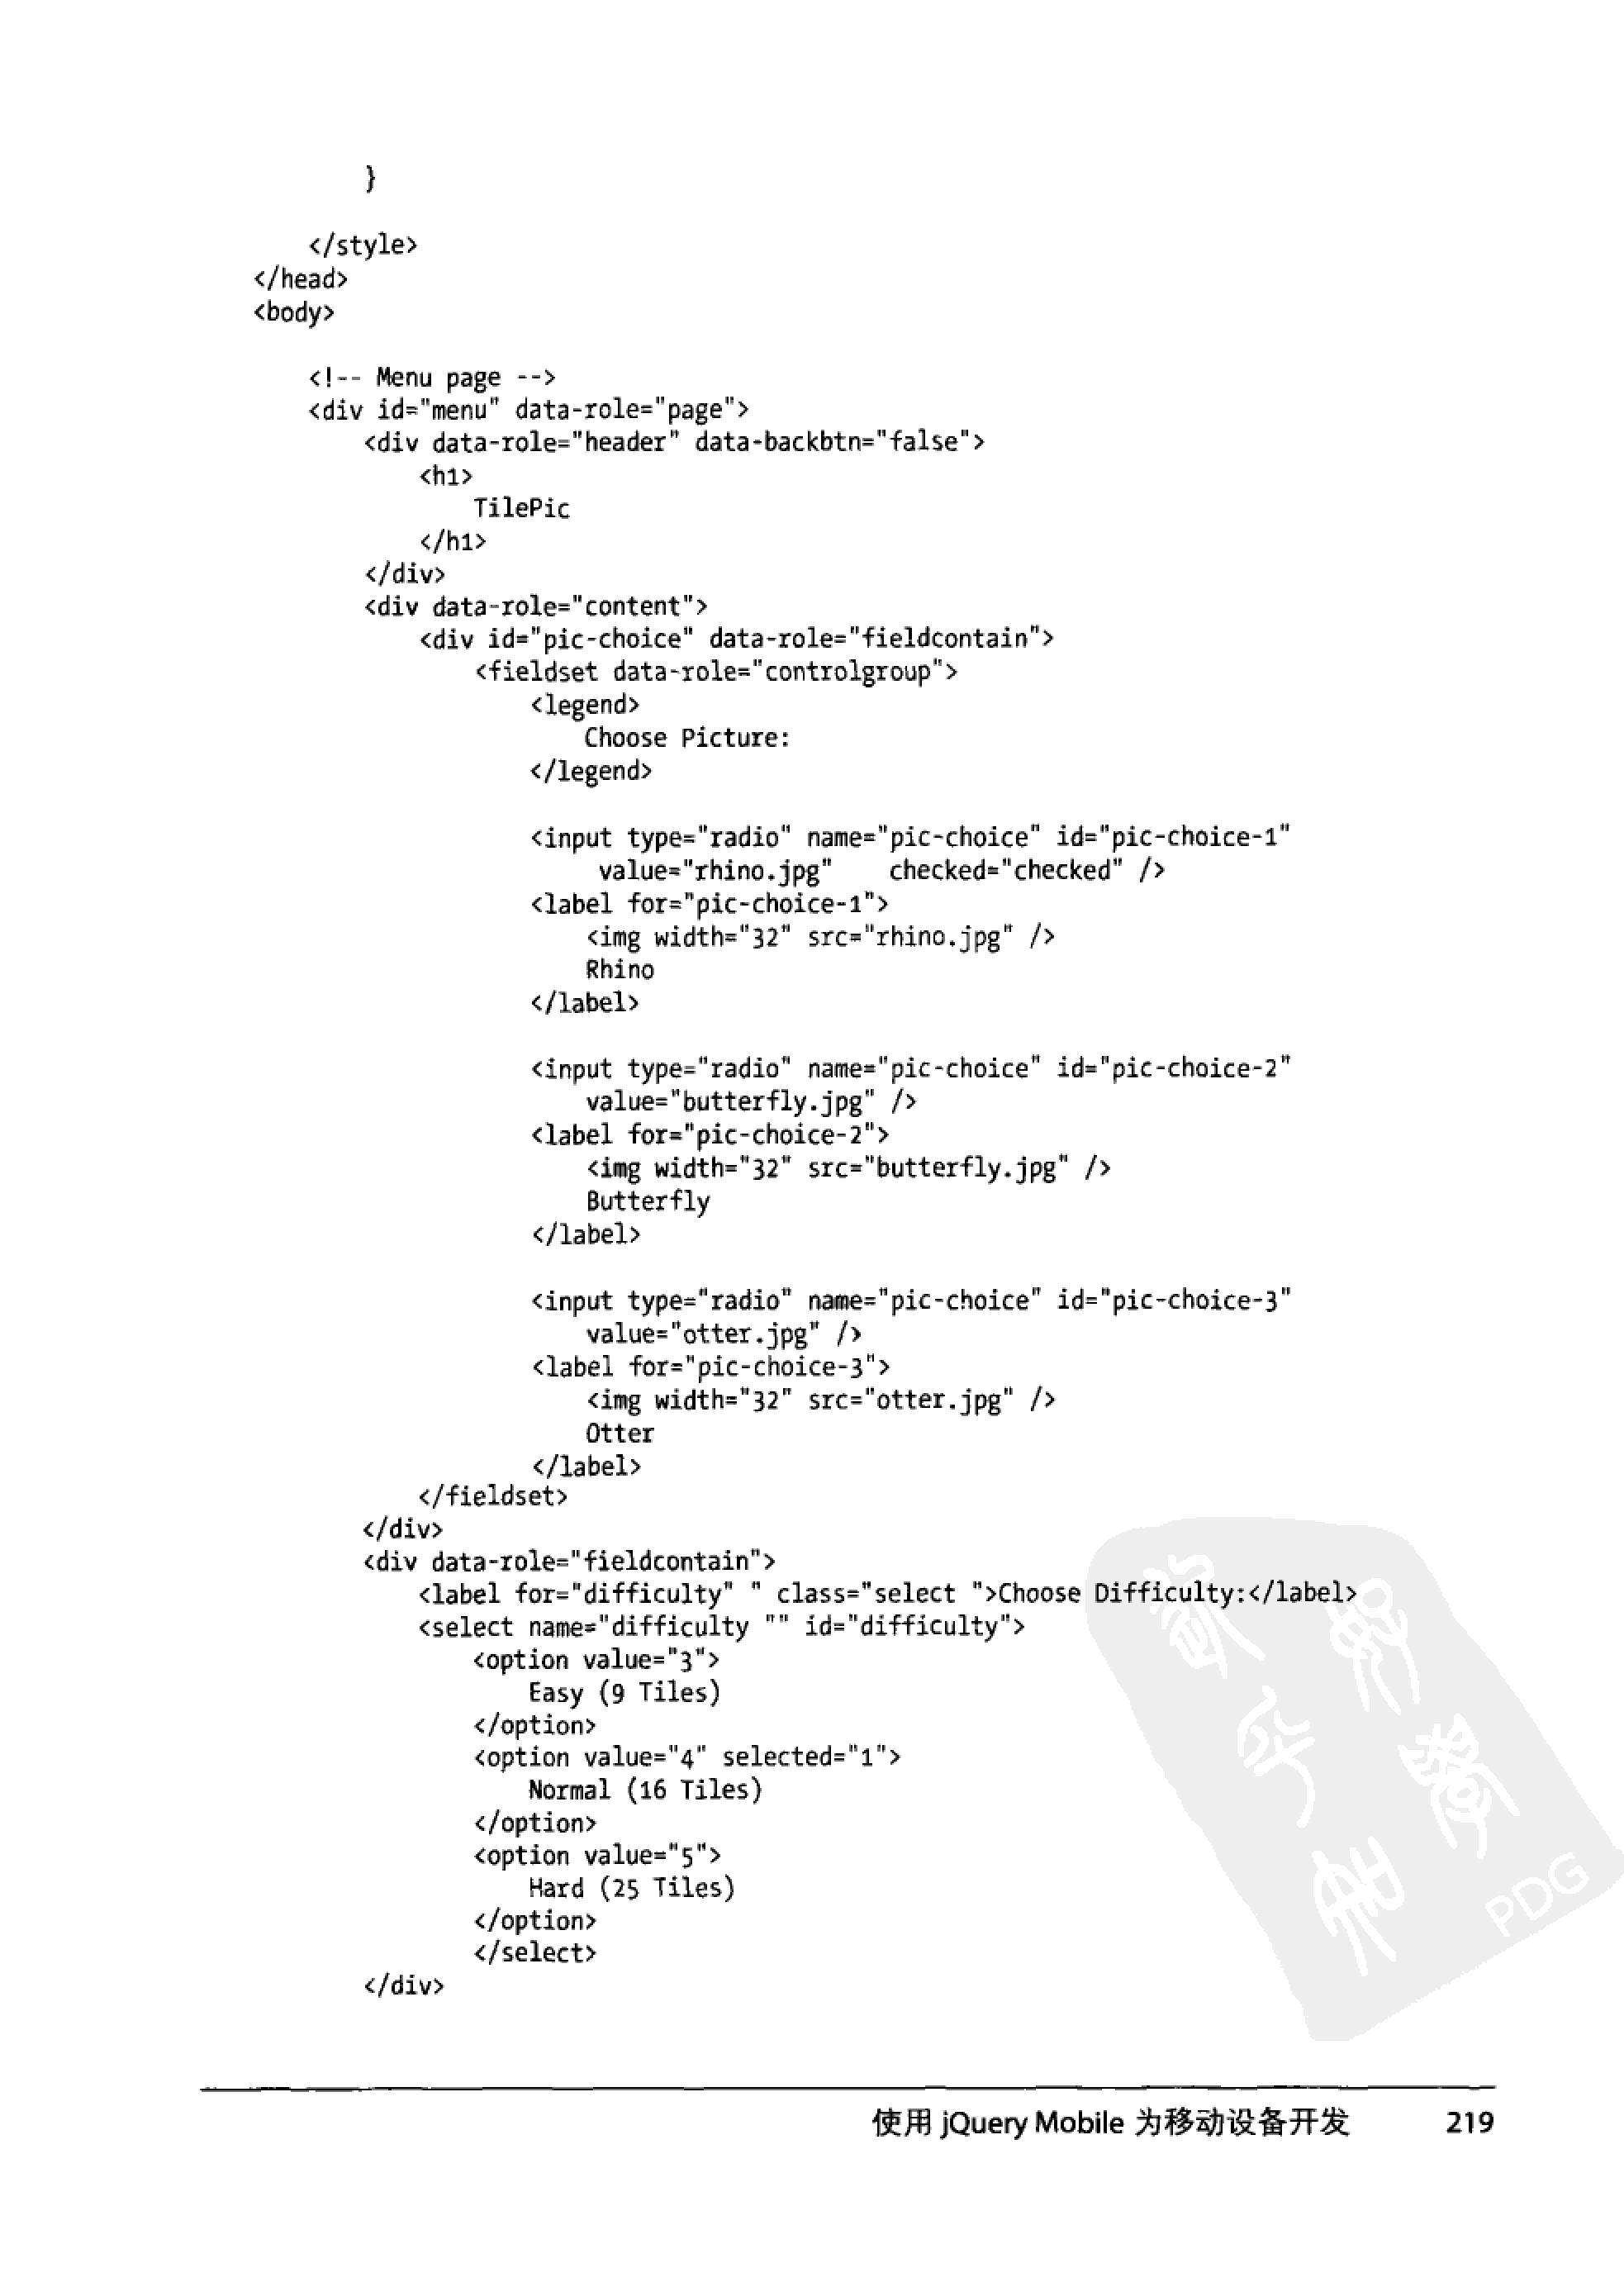 }
</style>
</head>
<body>
<!-- Menu page -->
<div id="menu" data-role="page">
<div data-role="header" data-backbtn="false">
<h1>
TilePic
</h1>
</div>
<div data-role="content">
<div id="pic-choice" data-role="fieldcontain">
<fieldset data-role="controlgroup">
<legend>
Choose Picture:
</legend>
<input type="radio" name="pic-choice" id="pic-choice-1"
value="rhino.jpg" checked="checked" />
<label for="pic-choice-1">
<img width="32" src="rhino.jpg" />
Rhino
</label>
<input type="radio" name="pic-choice" id="pic-choice-2"
value="butterfly.jpg" />
<label for="pic-choice-2">
<img width="32" src="butterfly.jpg" />
Butterfly
</label>
<input type="radio" name="pic-choice" id="pic-choice-3"
value="otter.jpg" />
<label for="pic-choice-3">
<img width="32" src="otter.jpg" />
Otter
</label>
</fieldset>
</div>
<div data-role="fieldcontain">
<label for="difficulty" " class="select ">Choose Difficulty:</label>
<select name="difficulty "" id="difficulty">
<option value="3">
Easy (9 Tiles)
</option>
<option value="4" selected="1">
Normal (16 Tiles)
</option>
<option value="5">
Hard (25 Tiles)
</option>
</select>
</div>
PDG
使用 jQuery Mobile 为移动设备开发 219